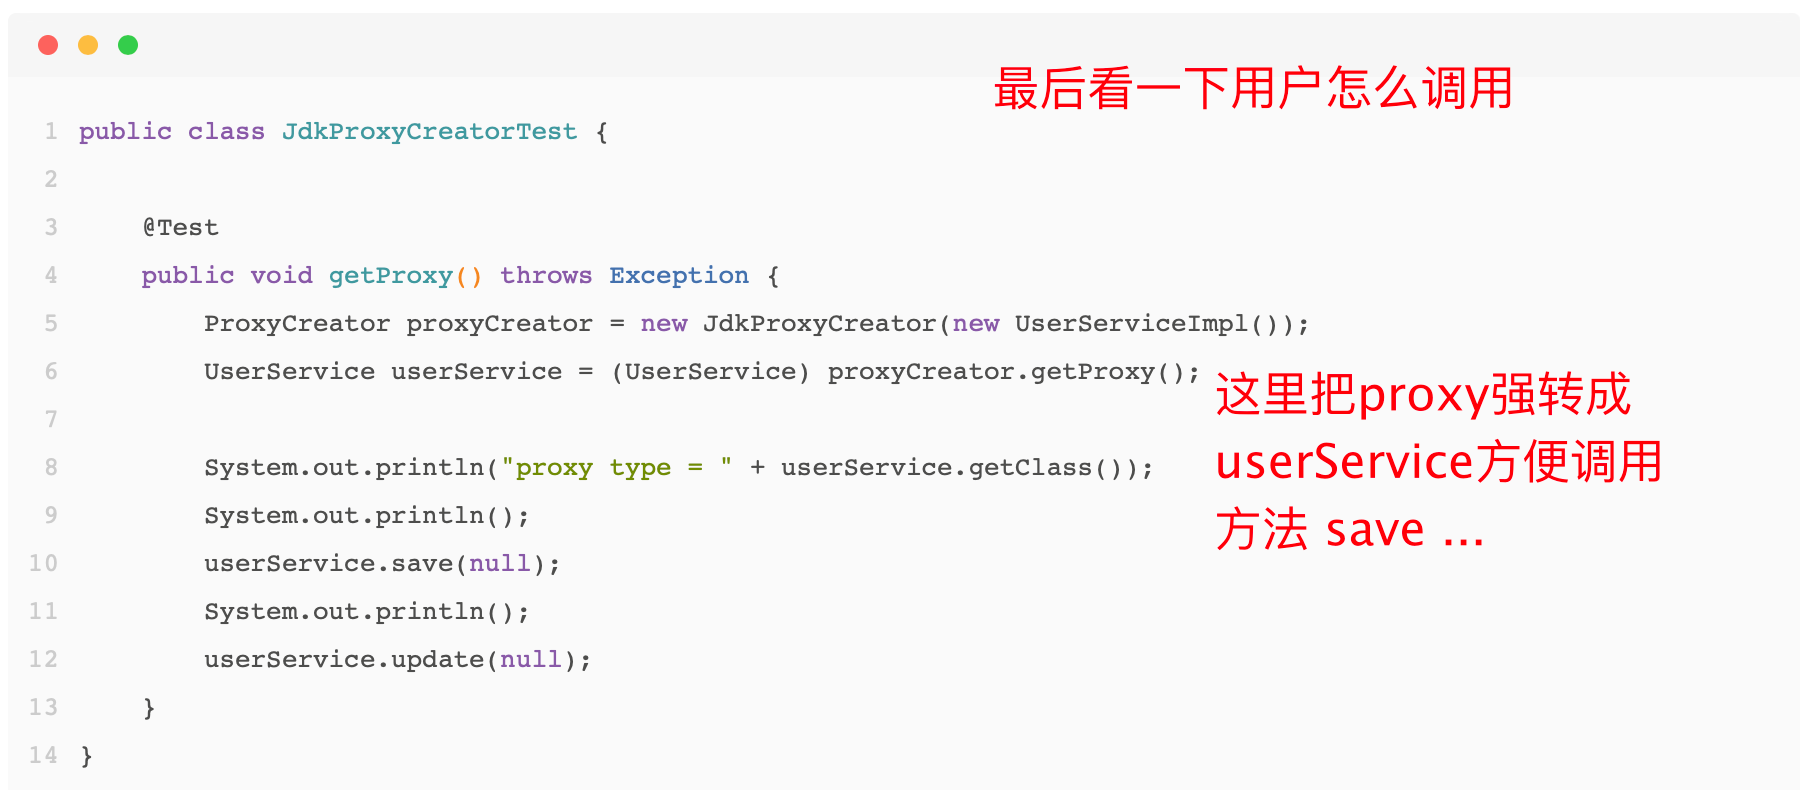 最后看一下用户怎么调用
1 public class JdkProxyCreatorTest {
2
3 @Test
4 public void getProxy() throws Exception {
5 ProxyCreator proxyCreator = new JdkProxyCreator(new UserServiceImpl());
6 UserService userService = (UserService) proxyCreator.getProxy();
这里把proxy强转成
7
userService方便调用
8 System.out.println("proxy type = " + userService.getClass());
9 System.out.println();
方法 save ...
10 userService.save(null);
11 System.out.println();
12 userService.update(null);
13 }
14 }